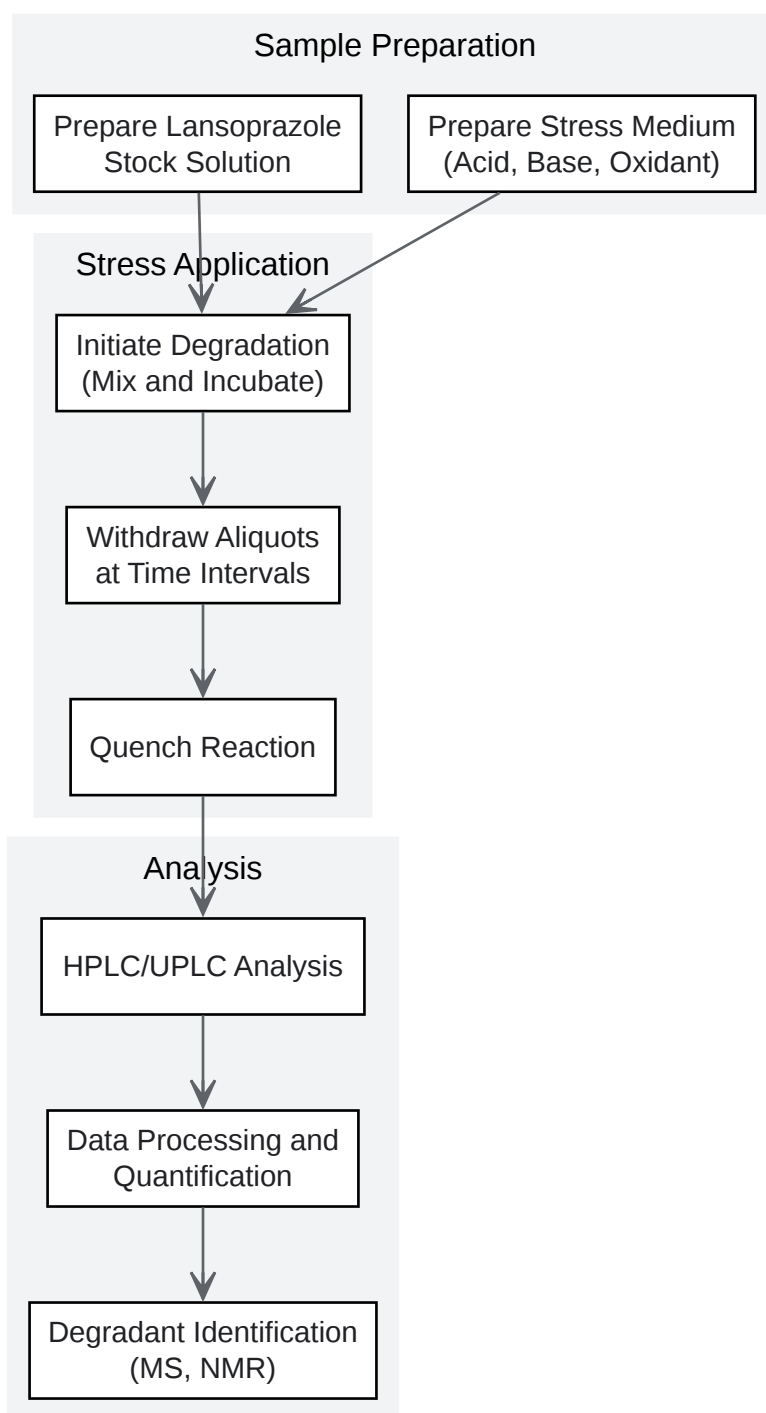 Sample Preparation
Prepare Lansoprazole
Stock Solution
Prepare Stress Medium
(Acid, Base, Oxidant)
Stress Application
Initiate Degradation
(Mix and Incubate)
Withdraw Aliquots
at Time Intervals
Quench Reaction
Analysis
HPLC/UPLC Analysis
Data Processing and
Quantification
Degradant Identification
(MS, NMR)